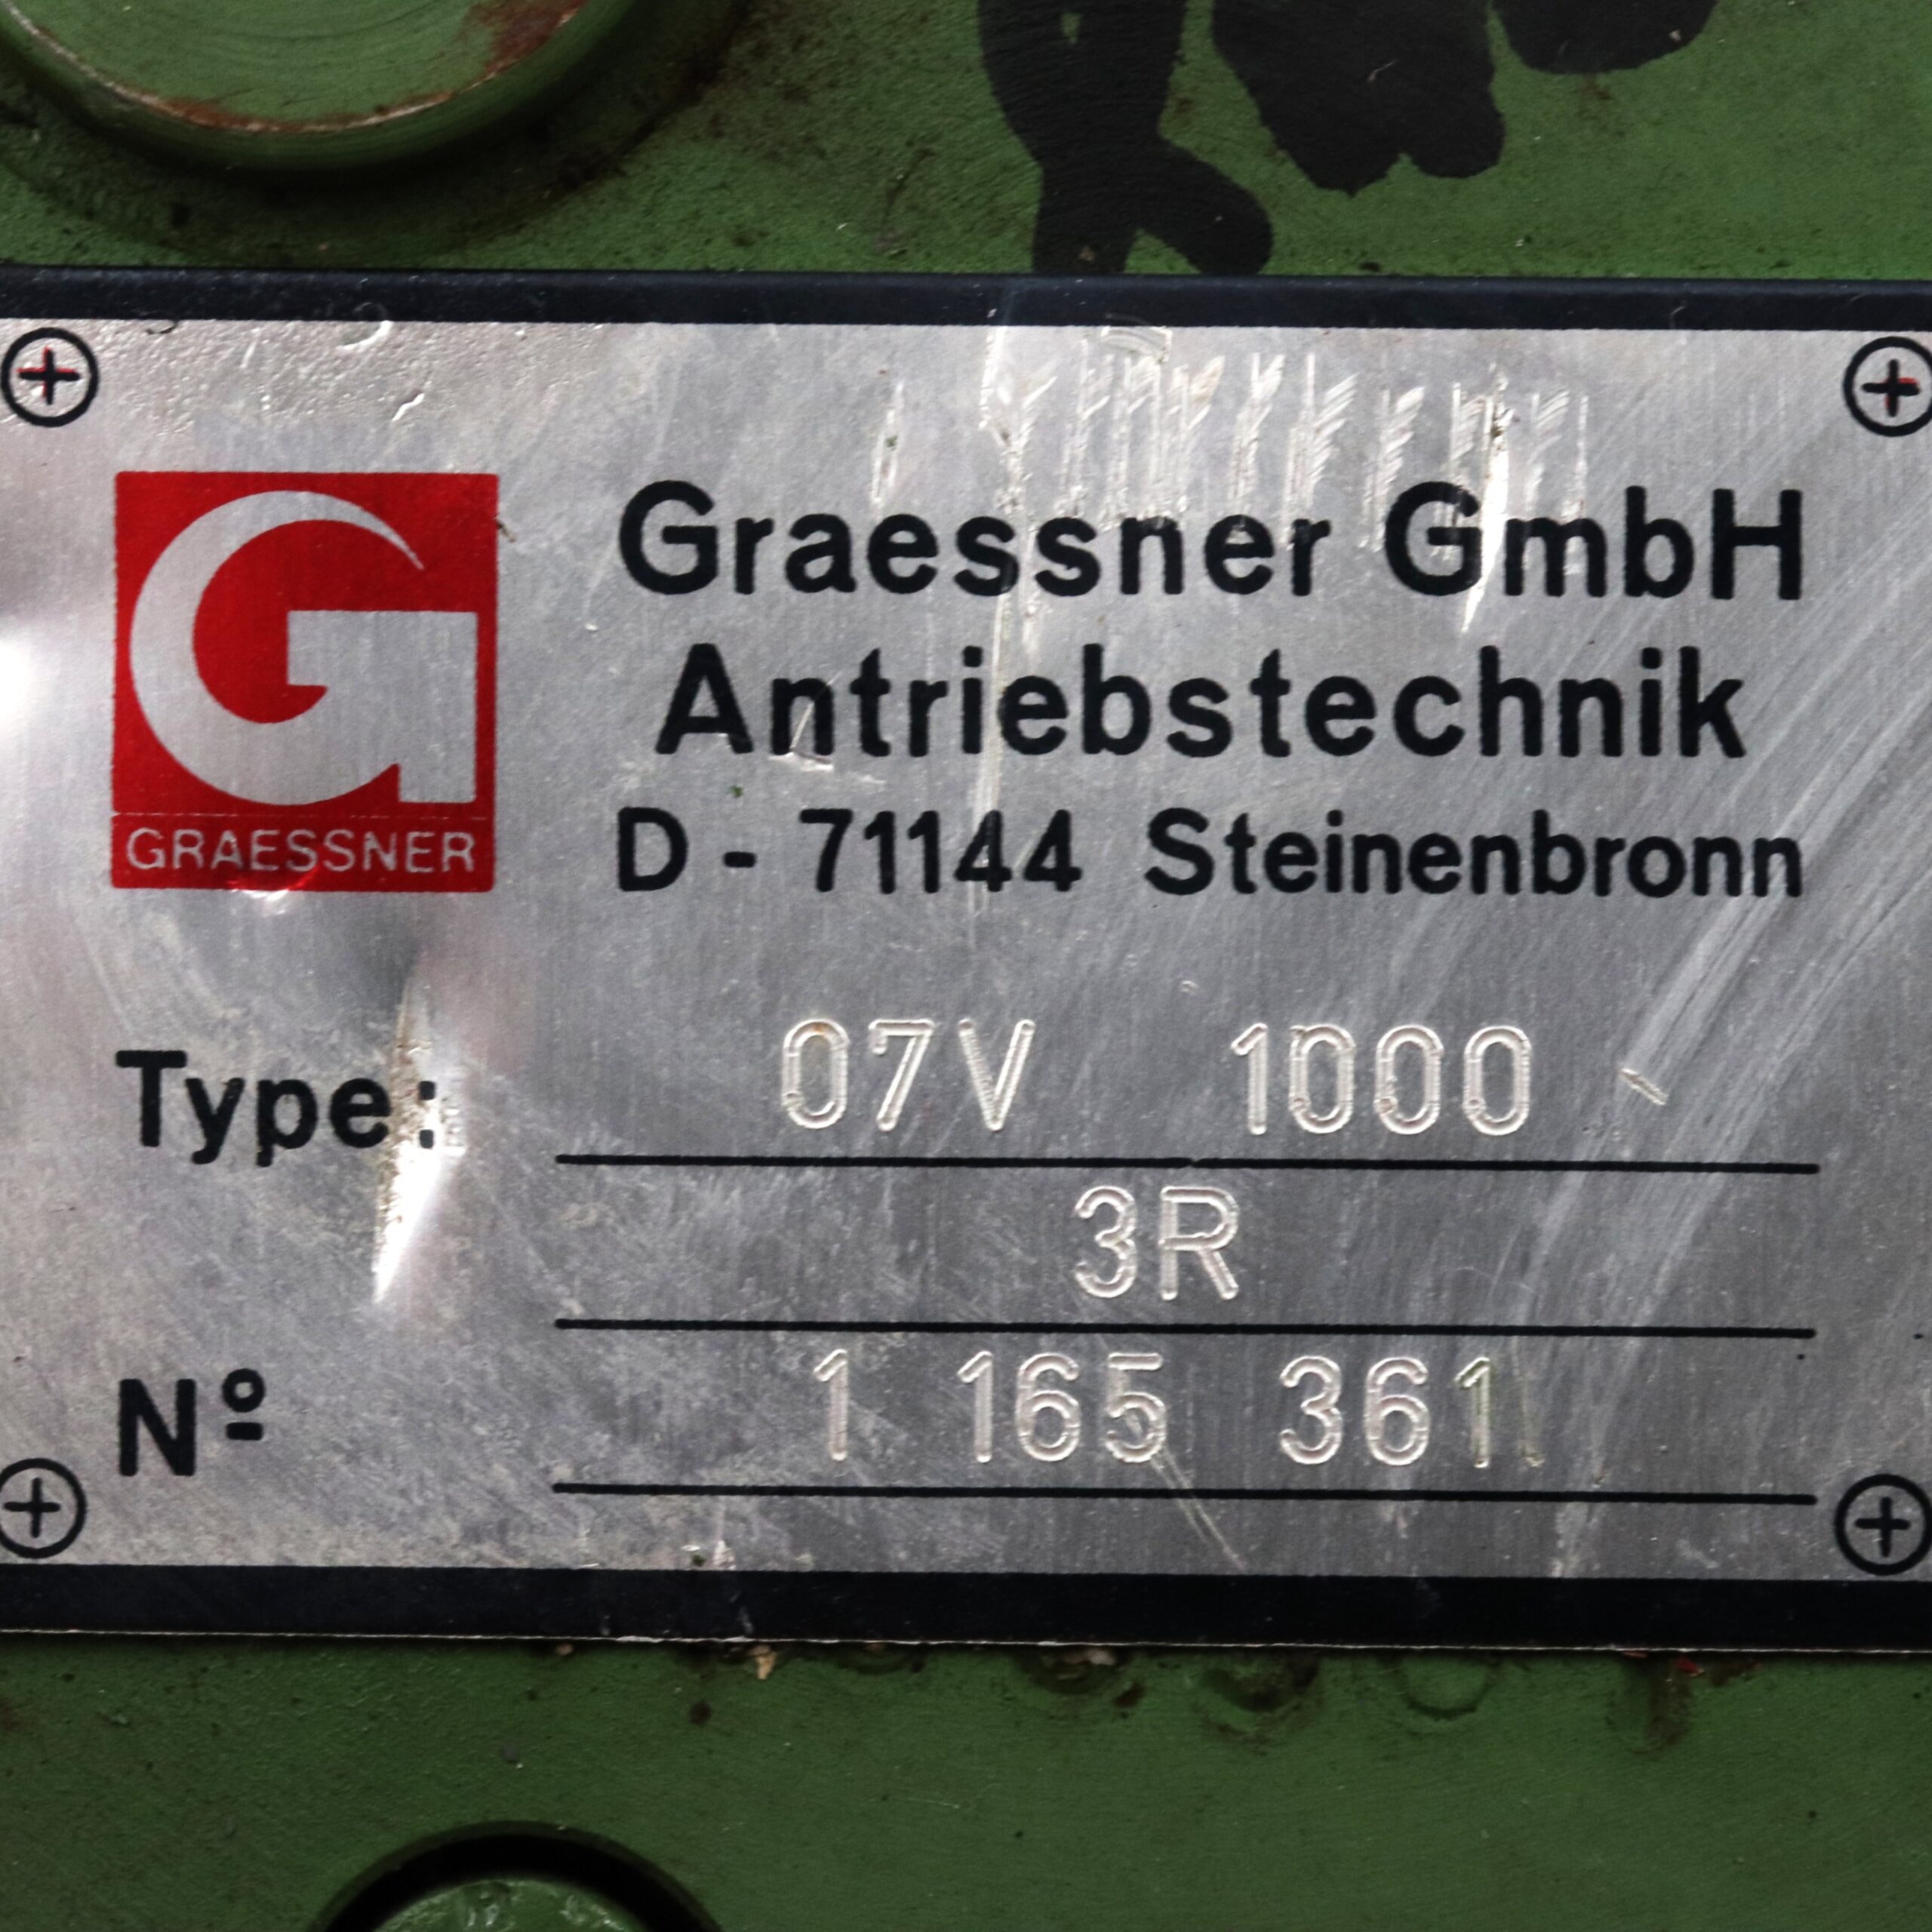 GRAESSNER
Graessner GmbH
Antriebstechnik
D - 71144 Steinenbronn
Type: 07V 1000
3R
Nº 1 165 361